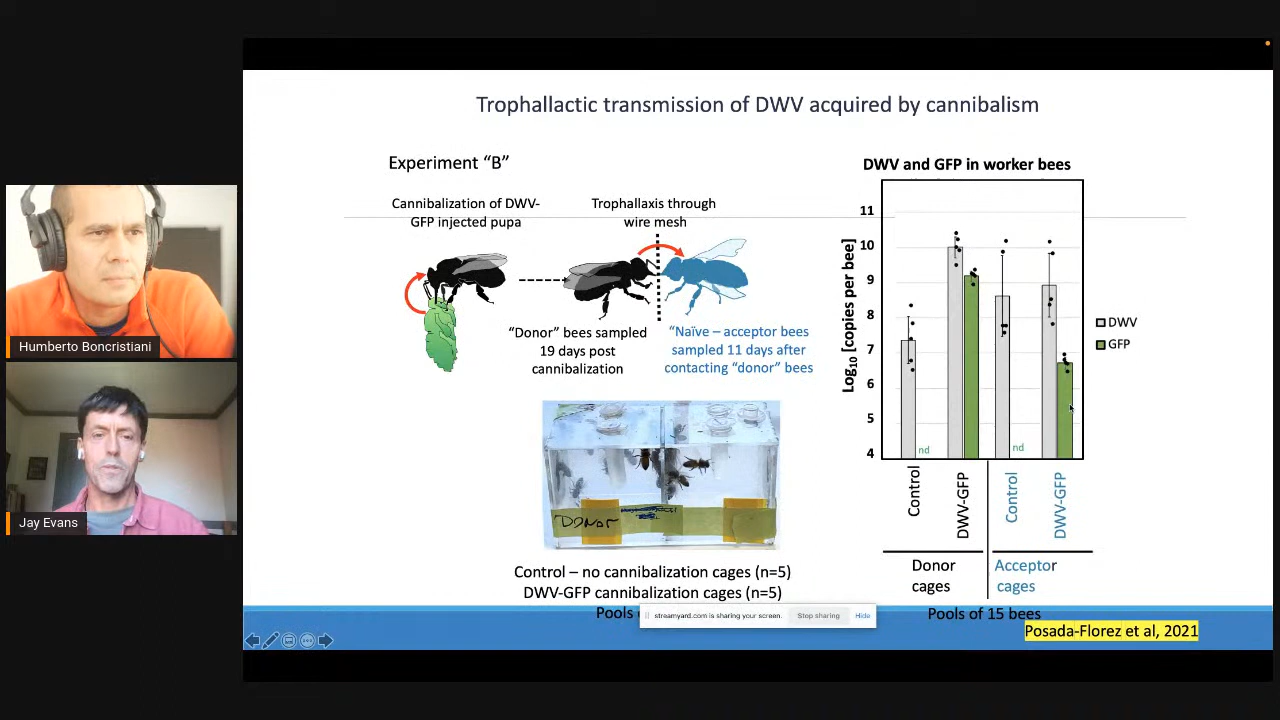 Trophallactic transmission of DWV acquired by cannibalism
Experiment “B”
Cannibalization of DWV-
GFP injected pupa
Trophallaxis through
wire mesh
“Donor” bees sampled
19 days post
cannibalization
“Naïve – acceptor bees
sampled 11 days after
contacting “donor” bees
DONOR
Control – no cannibalization cages (n=5)
DWV-GFP cannibalization cages (n=5)
Pools
DWV and GFP in worker bees
Log10 [copies per bee]
11
10
9
8
7
6
5
4
nd
nd
DWV
GFP
Control
DWV-GFP
Control
DWV-GFP
Donor
cages
Acceptor
cages
Pools of 15 bees
Posada-Florez et al, 2021
streamyard.com is sharing your screen.
Stop sharing
Hide
Humberto Boncristiani
Jay Evans